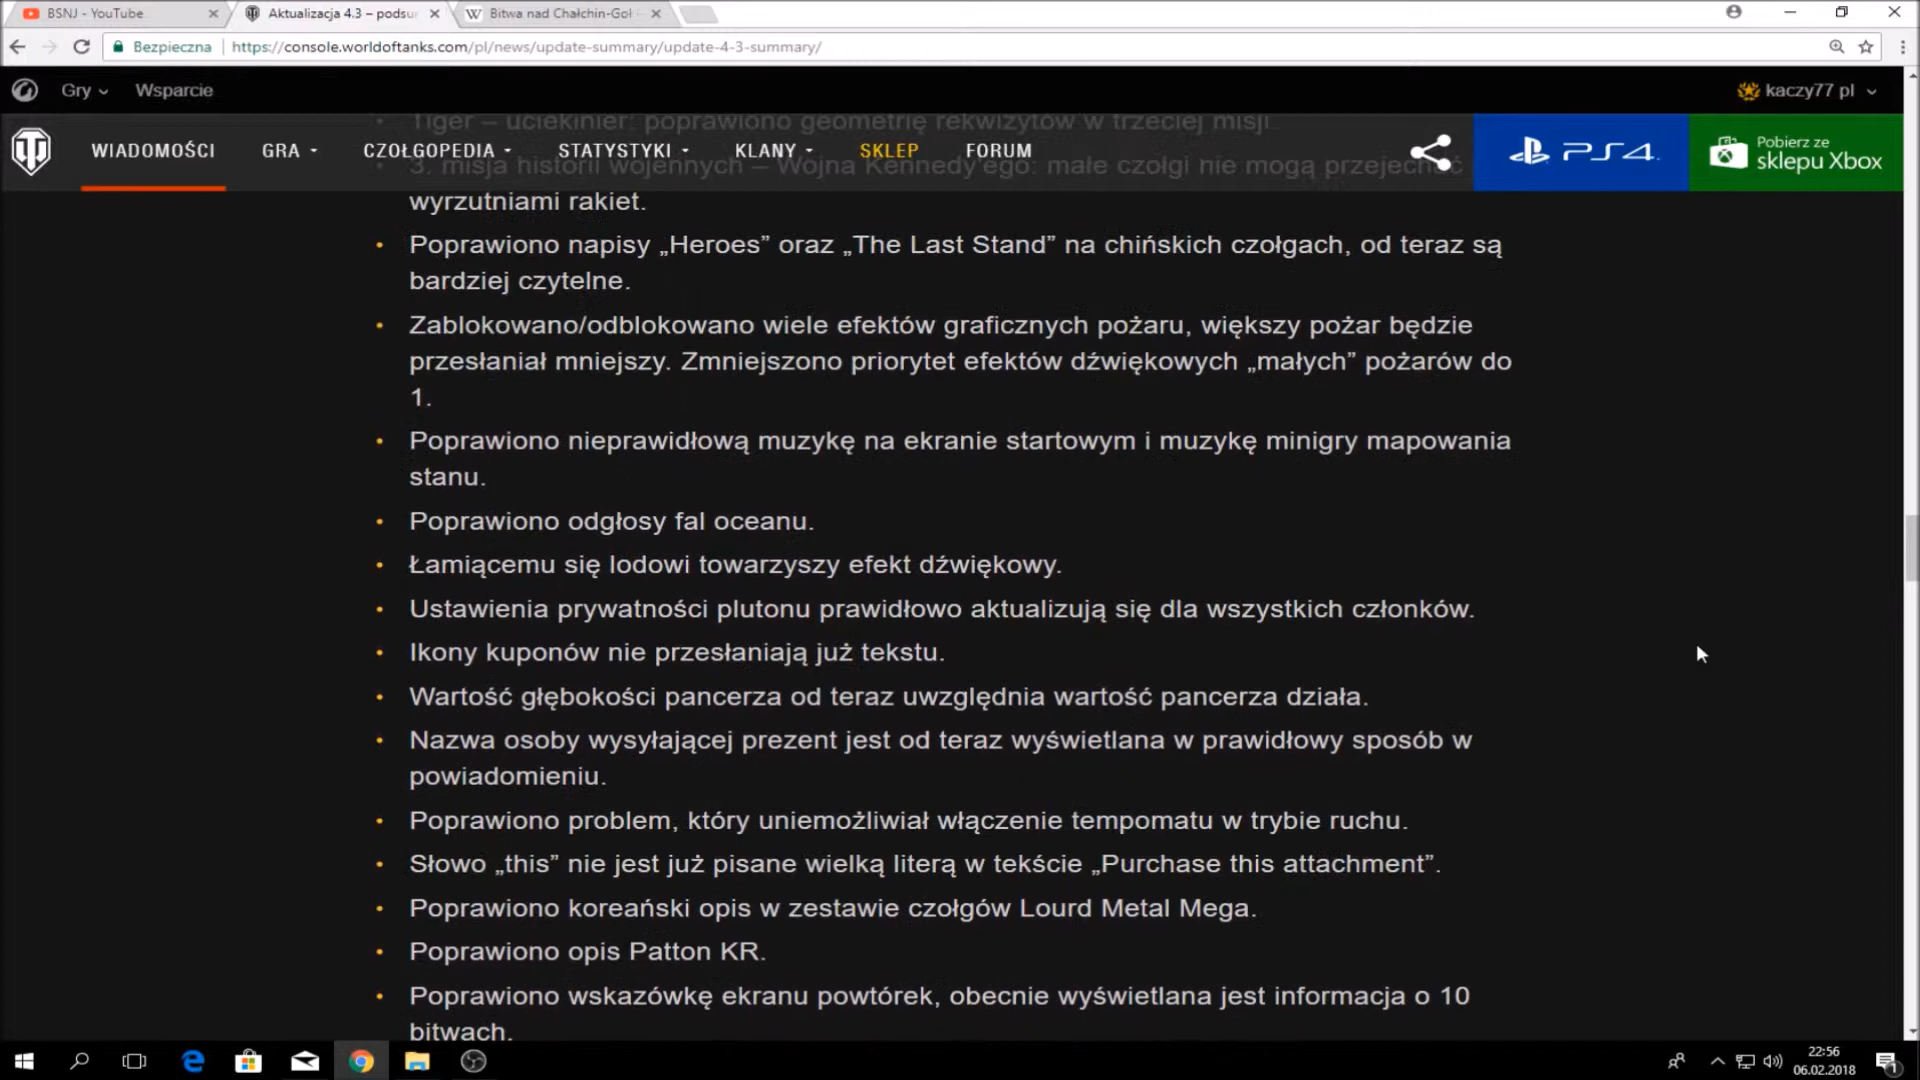 BSNJ - YouTube
Aktualizacja 4.3 – podsu
Bitwa nad Chałchin-Goł
Bezpieczna
https://console.worldoftanks.com/pl/news/update-summary/update-4-3-summary/
Gry
Wsparcie
kaczy77 pl
Tiger – uciekinier: poprawiono geometrię rekwizytów w trzeciej misji
WIADOMOŚCI
GRA
CZOŁGOPEDIA
STATYSTYKI
KLANY
SKLEP
FORUM
PS4
Pobierz ze
sklepu Xbox
3. misja historii wojennych – Wojna Kennedy'ego: małe czołgi nie mogą przejechać
wyrzutniami rakiet.
Poprawiono napisy „Heroes” oraz „The Last Stand” na chińskich czołgach, od teraz są
bardziej czytelne.
Zablokowano/odblokowano wiele efektów graficznych pożaru, większy pożar będzie
przesłaniał mniejszy. Zmniejszono priorytet efektów dźwiękowych „małych” pożarów do
1.
Poprawiono nieprawidłową muzykę na ekranie startowym i muzykę minigry mapowania
stanu.
Poprawiono odgłosy fal oceanu.
Łamiącemu się lodowi towarzyszy efekt dźwiękowy.
Ustawienia prywatności plutonu prawidłowo aktualizują się dla wszystkich członków.
Ikony kuponów nie przesłaniają już tekstu.
Wartość głębokości pancerza od teraz uwzględnia wartość pancerza działa.
Nazwa osoby wysyłającej prezent jest od teraz wyświetlana w prawidłowy sposób w
powiadomieniu.
Poprawiono problem, który uniemożliwiał włączenie tempomatu w trybie ruchu.
Słowo „this” nie jest już pisane wielką literą w tekście „Purchase this attachment”.
Poprawiono koreański opis w zestawie czołgów Lourd Metal Mega.
Poprawiono opis Patton KR.
Poprawiono wskazówkę ekranu powtórek, obecnie wyświetlana jest informacja o 10
bitwach.
22:56
06.02.2018
1